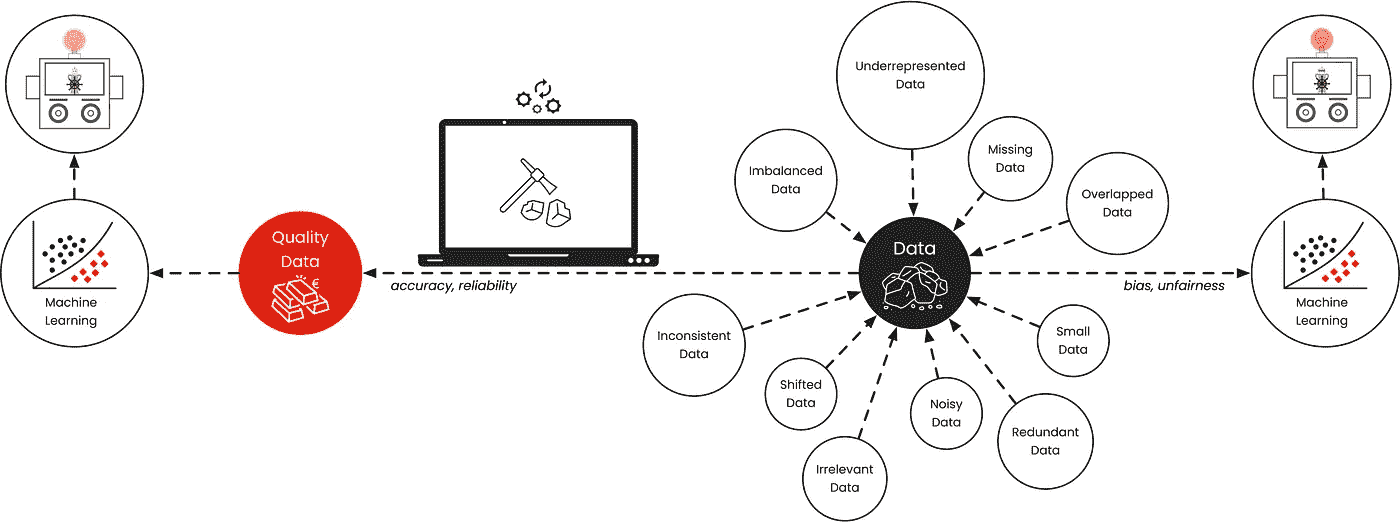 Underrepresented
Data
Imbalanced
Data
Missing
Data
Overlapped
Data
Quality
Data
€
Data
accuracy, reliability
bias, unfairness
Machine
Learning
Machine
Learning
Inconsistent
Data
Small
Data
Shifted
Data
Noisy
Data
Redundant
Data
Irrelevant
Data